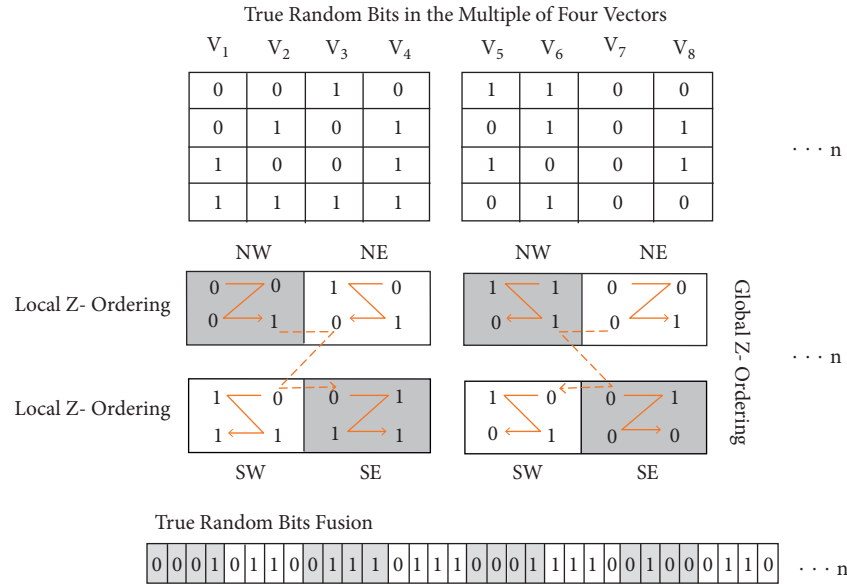 True Random Bits in the Multiple of Four Vectors
V1 V2 V3 V4 V5 V6 V7 V8
0 0 1 0 1 1 0 0
0 1 0 1 0 1 0 1
1 0 0 1 1 0 0 1
1 1 1 1 0 1 0 0
· · · n
NW NE NW NE
0 0 1 0 1 1 0 0
Local Z- Ordering
0 1 0 1 0 1 0 1
Global Z- Ordering
· · · n
1 0 0 1 1 0 0 1
Local Z- Ordering
1 1 1 1 0 1 0 0
SW SE SW SE
True Random Bits Fusion
0 0 0 1 0 1 1 0 0 1 1 1 0 1 1 1 0 0 0 1 1 1 1 0 0 1 0 0 0 1 1 0 · · · n